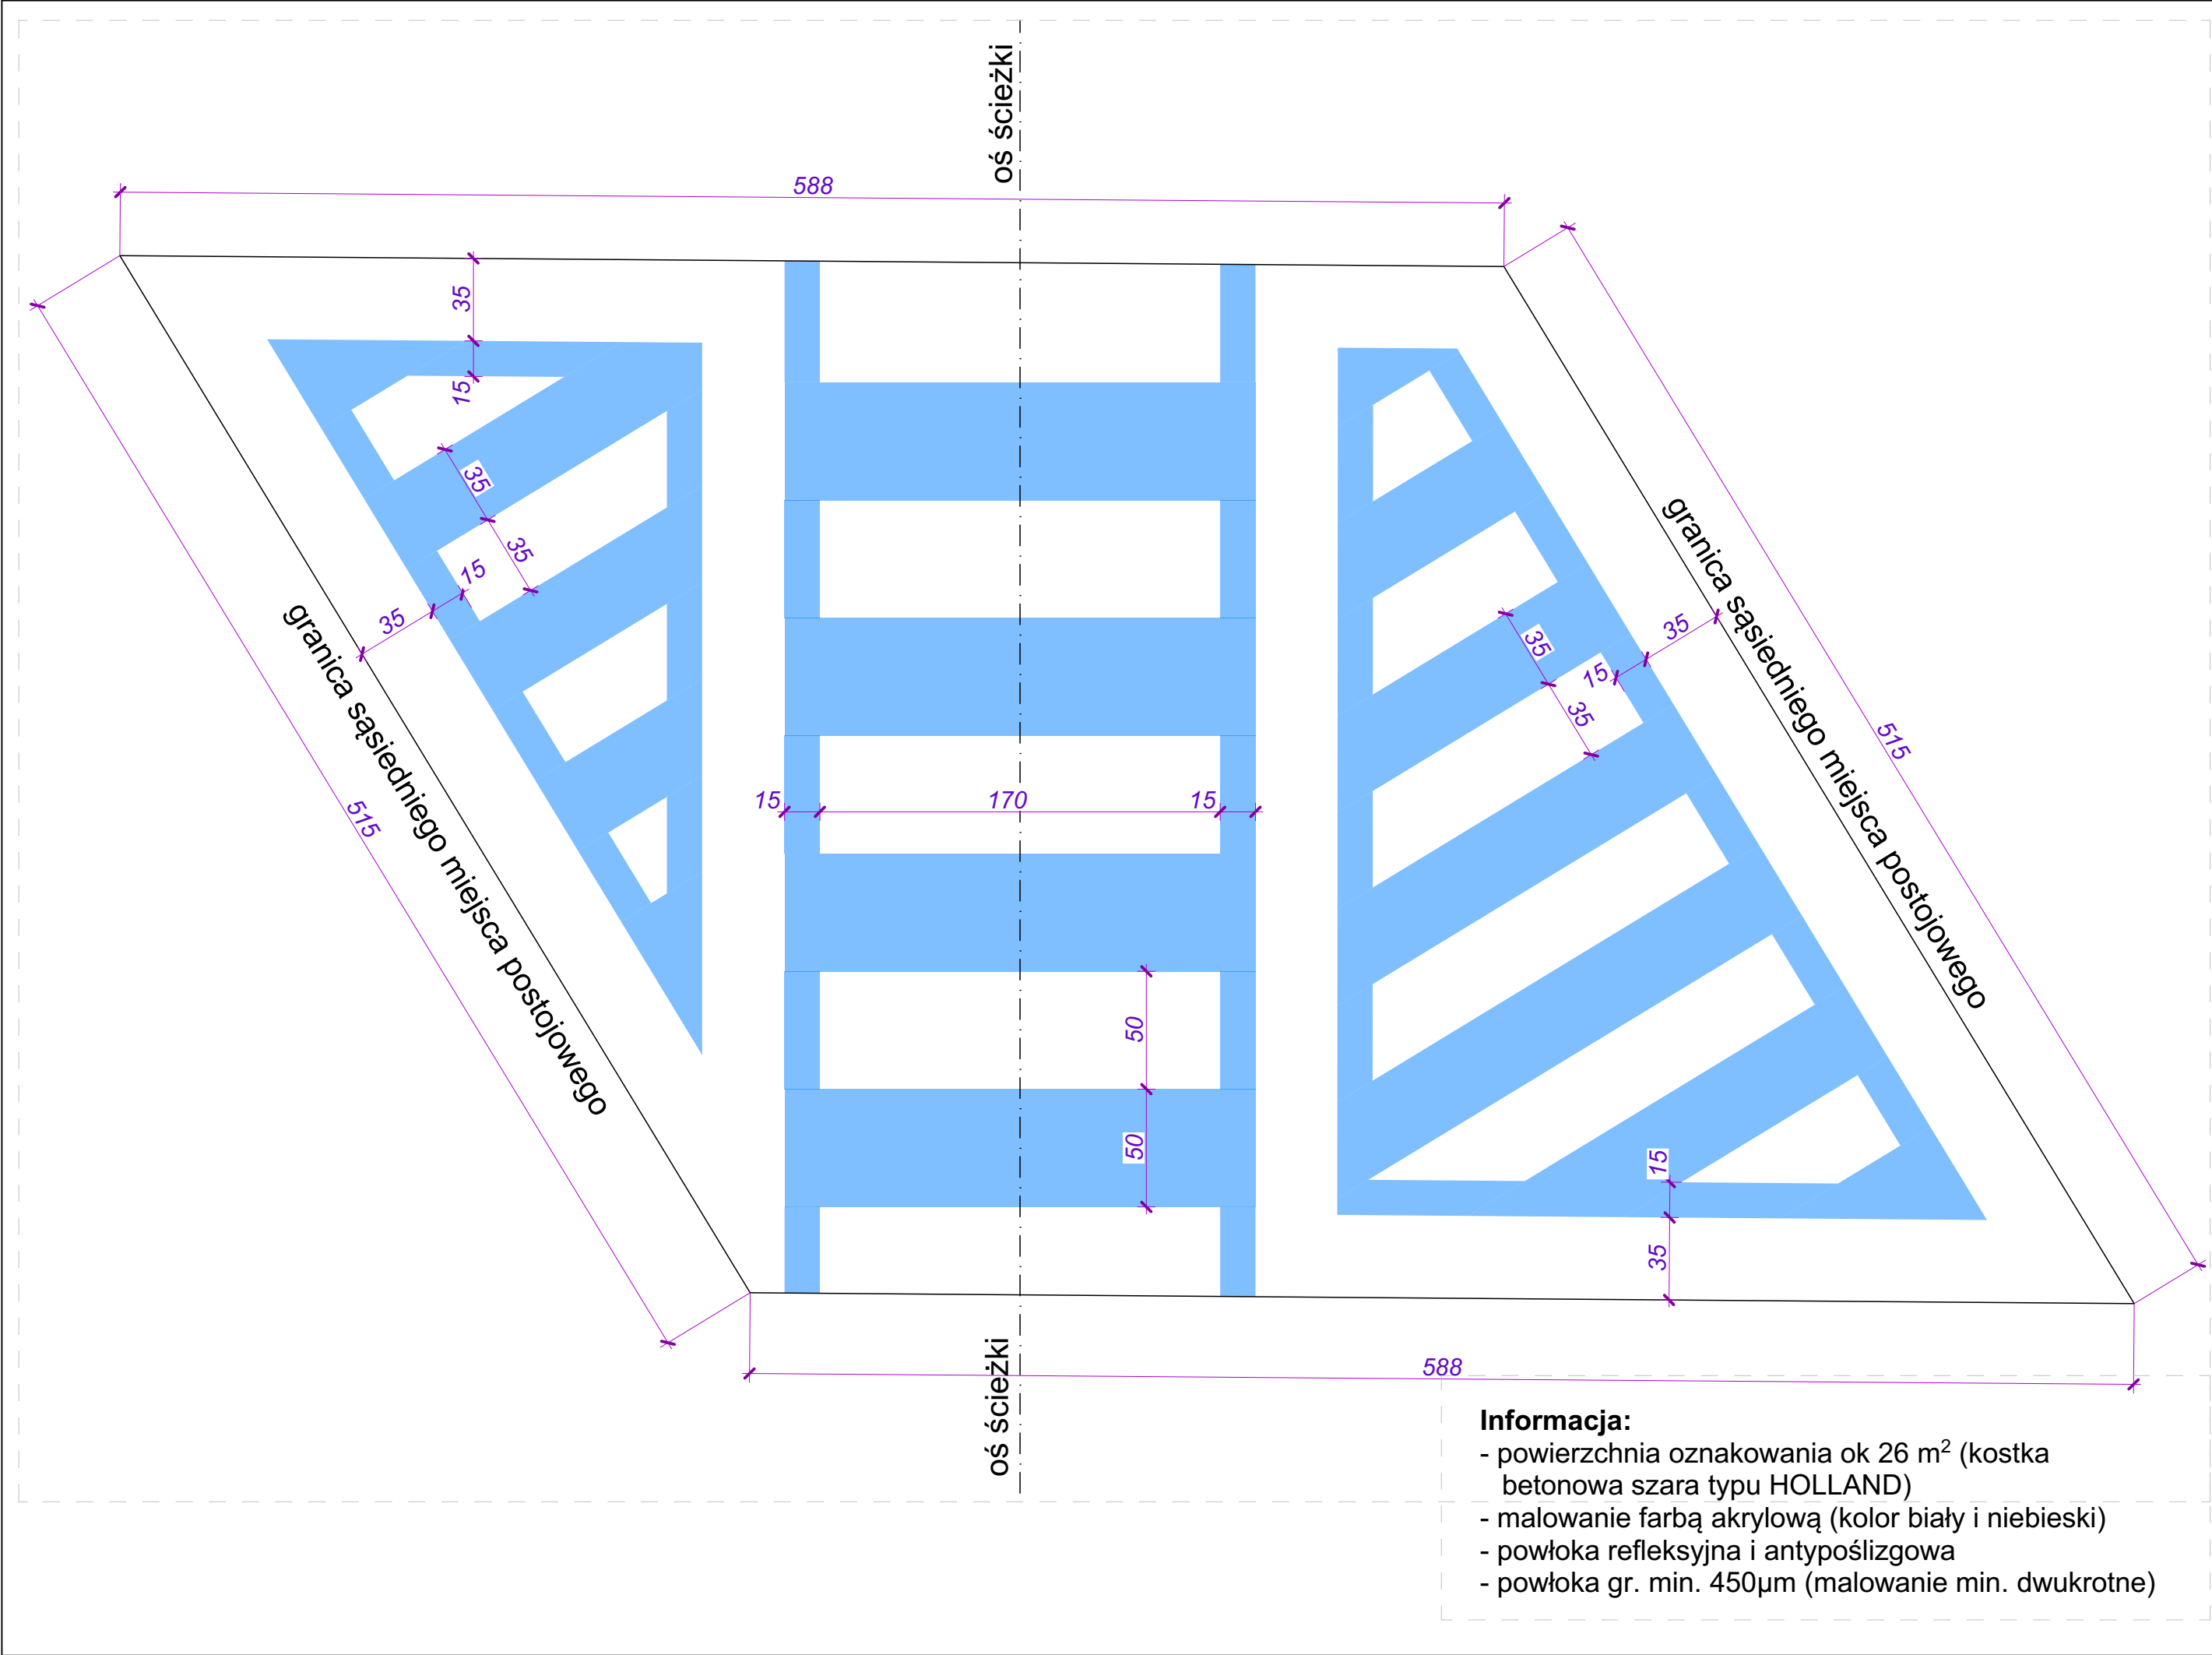 oś ścieżki
588
35
15
35
35
15
35
granica sąsiedniego miejsca postojowego
515
15
170
15
50
50
granica sąsiedniego miejsca postojowego
35
15
35
35
515
15
35
oś ścieżki
588
Informacja:
- powierzchnia oznakowania ok 26 m² (kostka
betonowa szara typu HOLLAND)
- malowanie farbą akrylową (kolor biały i niebieski)
- powłoka refleksyjna i antypoślizgowa
- powłoka gr. min. 450µm (malowanie min. dwukrotne)